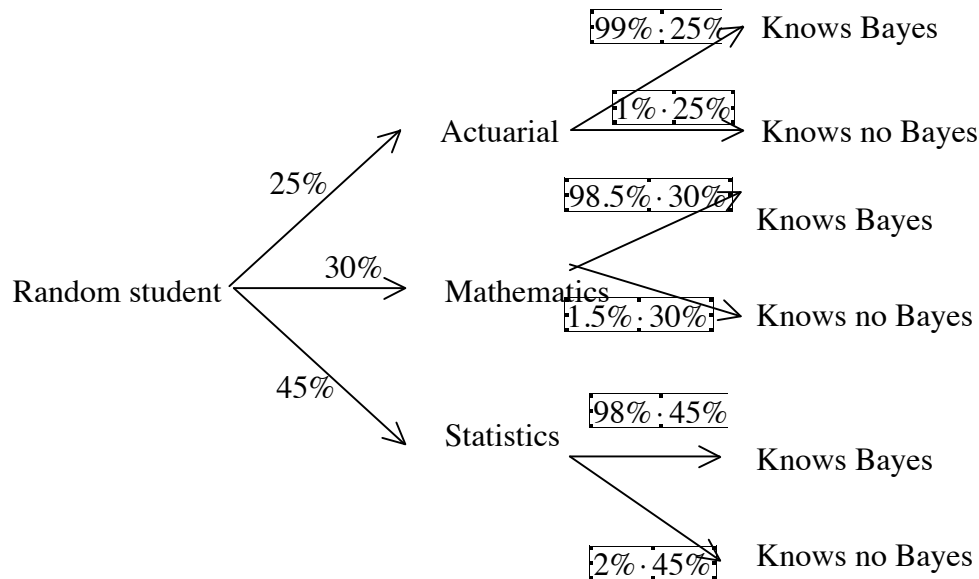 99% · 25%
Knows Bayes
1% · 25%
Actuarial
Knows no Bayes
25%
98.5% · 30%
Knows Bayes
30%
Random student
Mathematics
1.5% · 30%
Knows no Bayes
45%
98% · 45%
Statistics
Knows Bayes
2% · 45%
Knows no Bayes